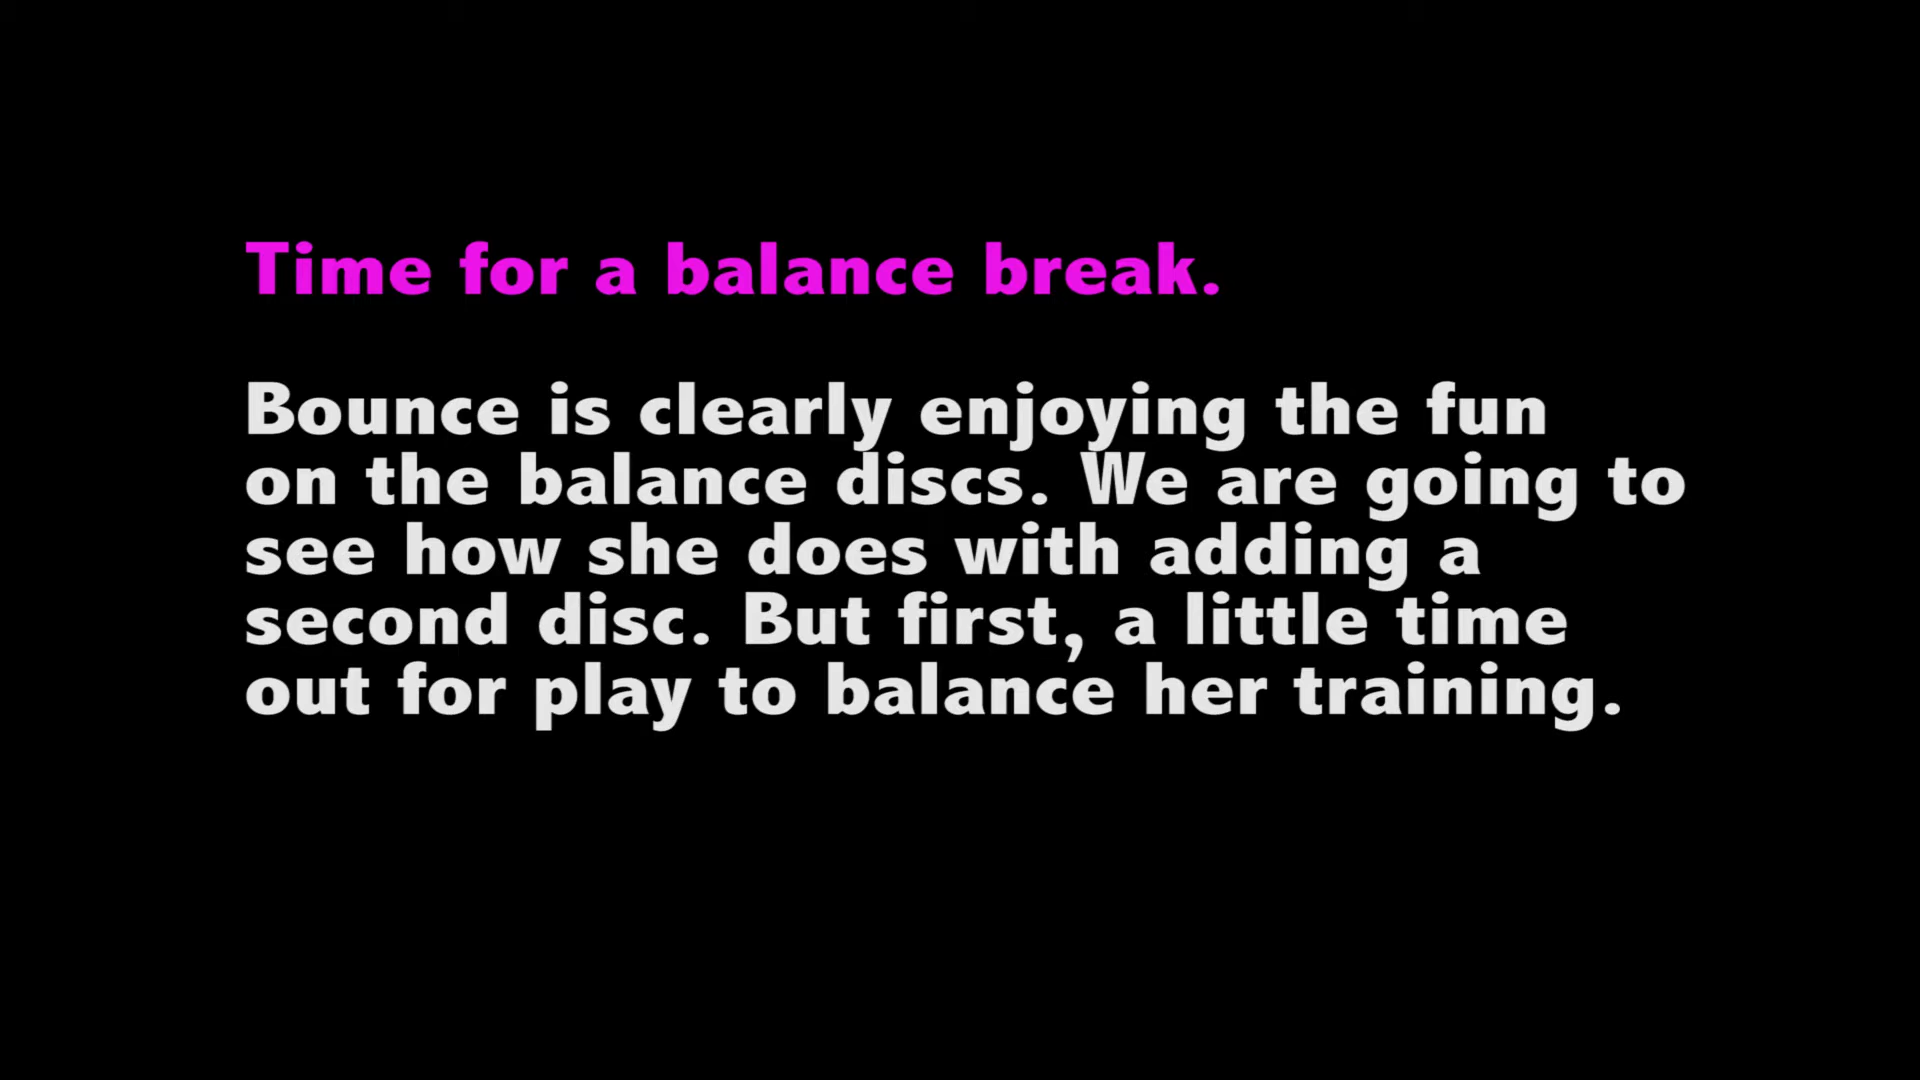 Time for a balance break.
Bounce is clearly enjoying the fun
on the balance discs. We are going to
see how she does with adding a
second disc. But first, a little time
out for play to balance her training.